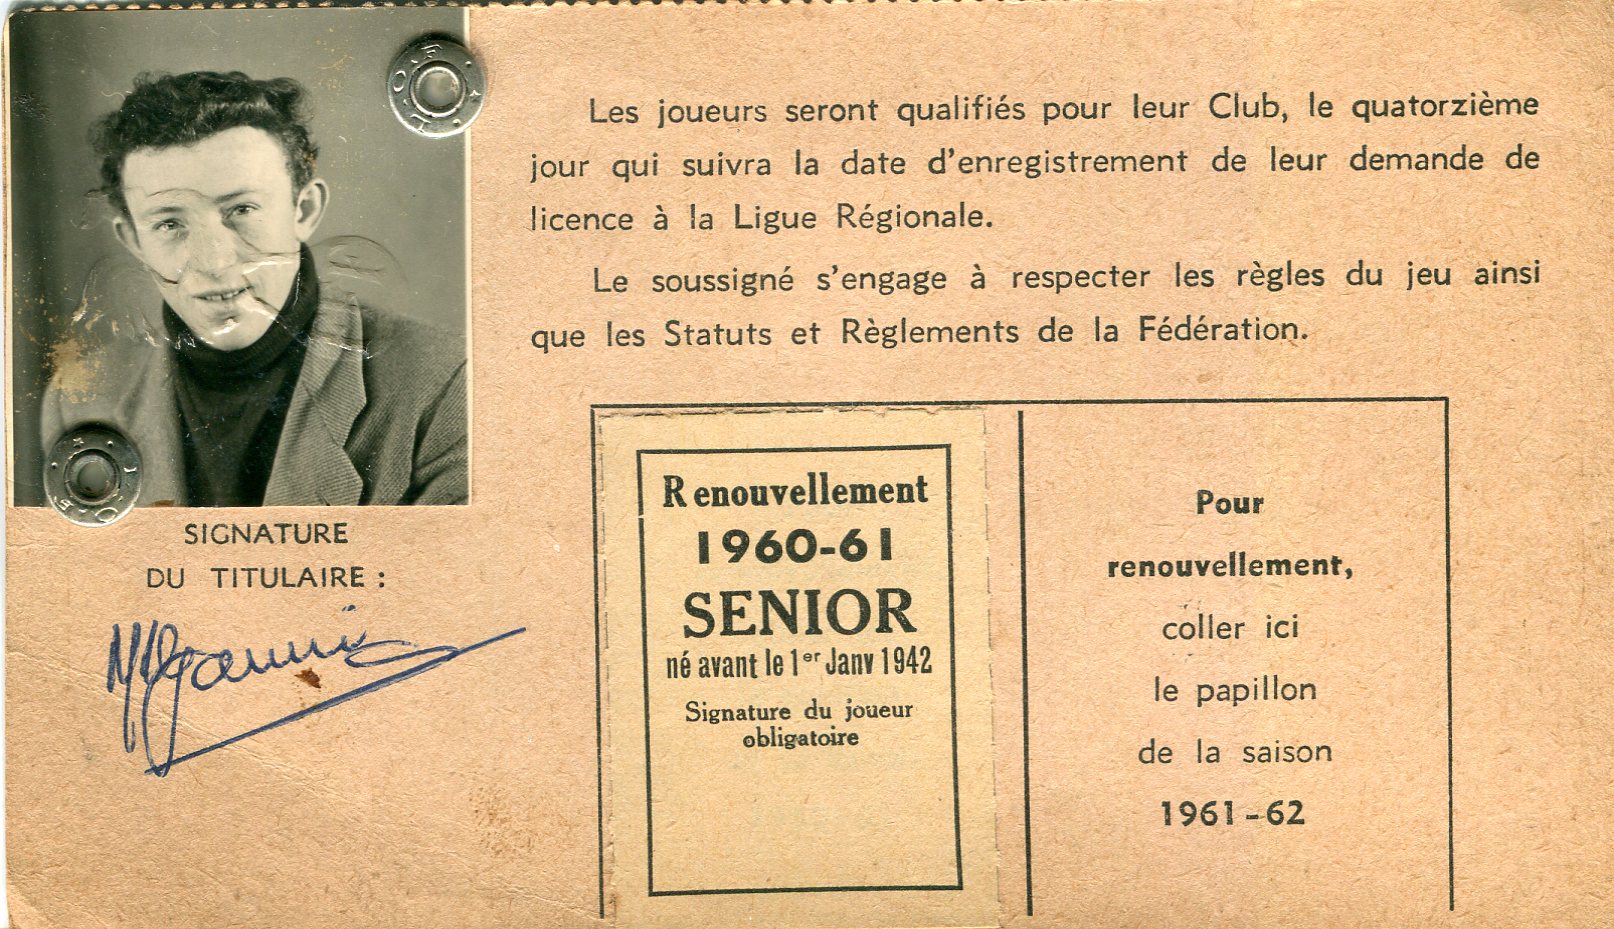 Les joueurs seront qualifiés pour leur Club, le quatorzième
jour qui suivra la date d'enregistrement de leur demande de
licence à la Ligue Régionale.
Le soussigné s'engage à respecter les règles du jeu ainsi
que les Statuts et Règlements de la Fédération.
SIGNATURE
DU TITULAIRE :
Renouvellement
1960-61
SENIOR
né avant le 1er Janv 1942
Signature du joueur
obligatoire
Pour
renouvellement,
coller ici
le papillon
de la saison
1961-62